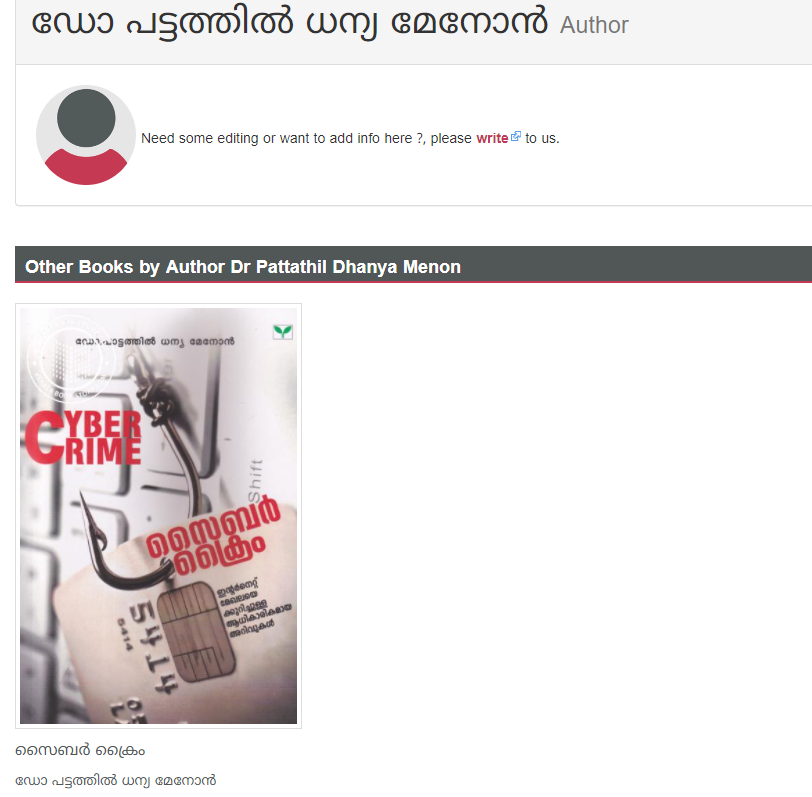 ഡോ പട്ടത്തിൽ ധന്യ മേനോൻ Author
Need some editing or want to add info here ?, please write to us.
Other Books by Author Dr Pattathil Dhanya Menon
ഡോ.പാട്ടത്തിൽ ധന്യ മേനോൻ
CYBER
CRIME
Shift
സൈബർ
ക്രൈം
ഇന്റർനെറ്റ്
മേഖലയെ
ക്കുറിച്ചുള്ള
ആധികാരികമായ
അറിവുകൾ
5414
5414
സൈബർ ക്രൈം
ഡോ പട്ടത്തിൽ ധന്യ മേനോൻ